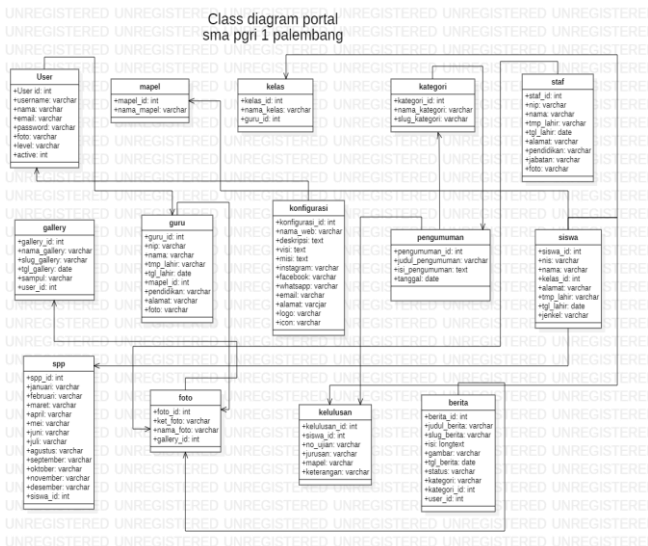 Class diagram portal
sma pgri 1 palembang
User
+User id: int
+username: varchar
+nama: varchar
+email: varchar
+password: varchar
+foto: varchar
+level: varchar
+active: int
mapel
+mapel_id: int
+nama_mapel: varchar
kelas
+kelas_id: int
+nama_kelas: varchar
+guru_id: int
kategori
+kategori_id: int
+nama_kategori: varchar
+slug_kategori: varchar
staf
+staf_id: int
+nip: varchar
+nama: varchar
+tmp_lahir: varchar
+tgl_lahir: date
+alamat: varchar
+pendidikan: varchar
+jabatan: varchar
+foto: varchar
gallery
+gallery_id: int
+nama_gallery: varchar
+slug_gallery: varchar
+tgl_gallery: date
+sampul: varchar
+user_id: int
guru
+guru_id: int
+nip: varchar
+nama: varchar
+tmp_lahir: varchar
+tgl_lahir: date
+mapel_id: int
+pendidikan: varchar
+alamat: varchar
+foto: varchar
konfigurasi
+konfigurasi_id: int
+nama_web: varchar
+deskripsi: text
+visi: text
+misi: text
+instagram: varchar
+facebook: varchar
+whatsapp: varchar
+email: varchar
+alamat: varcjar
+logo: varchar
+icon: varchar
pengumuman
+pengumuman_id: int
+judul_pengumuman: varchar
+isi_pengumuman: text
+tanggal: date
siswa
+siswa_id: int
+nis: varchar
+nama: varchar
+kelas_id: int
+alamat: varchar
+tmp_lahir: varchar
+tgl_lahir: date
+jenkel: varchar
spp
+spp_id: int
+januari: varchar
+februari: varchar
+maret: varchar
+april: varchar
+mei: varchar
+juni: varchar
+juli: varchar
+agustus: varchar
+september: varchar
+oktober: varchar
+november: varchar
+desember: varchar
+siswa_id: int
foto
+foto_id: int
+ket_foto: varchar
+nama_foto: varchar
+gallery_id: int
kelulusan
+kelulusan_id: int
+siswa_id: int
+no_ujian: varchar
+jurusan: varchar
+mapel: varchar
+keterangan: varchar
berita
+berita_id: int
+judul_berita: varchar
+slug_berita: varchar
+isi: longtext
+gambar: varchar
+tgl_berita: date
+status: varchar
+kategori: varchar
+kategori_id: int
+user_id: int
UNREGISTERED